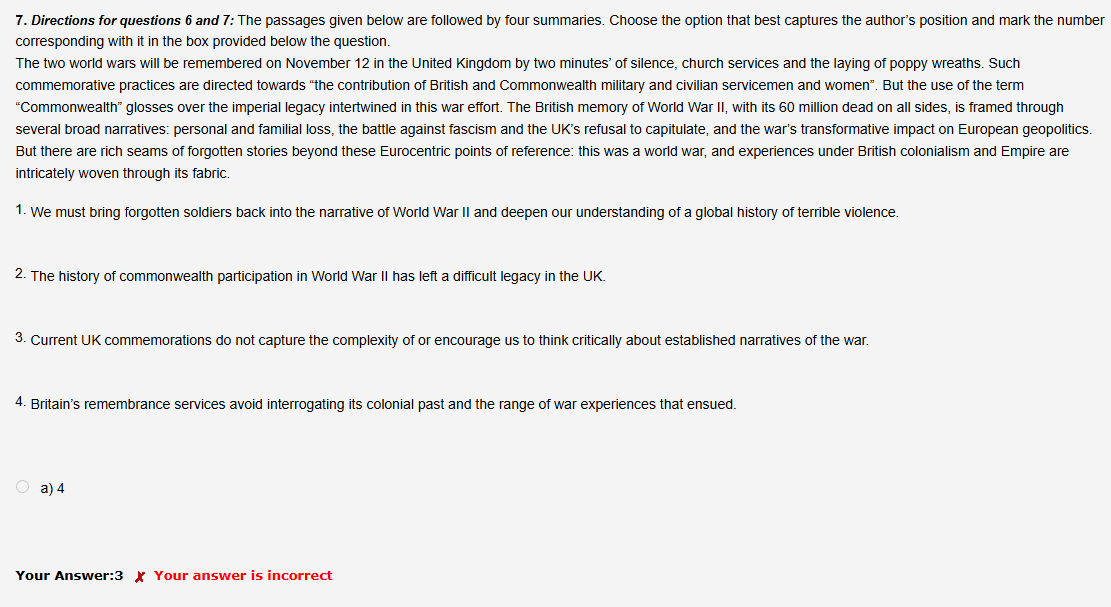 7. Directions for questions 6 and 7: The passages given below are followed by four summaries. Choose the option that best captures the author's position and mark the number
corresponding with it in the box provided below the question.
The two world wars will be remembered on November 12 in the United Kingdom by two minutes' of silence, church services and the laying of poppy wreaths. Such
commemorative practices are directed towards “the contribution of British and Commonwealth military and civilian servicemen and women”. But the use of the term
“Commonwealth” glosses over the imperial legacy intertwined in this war effort. The British memory of World War II, with its 60 million dead on all sides, is framed through
several broad narratives: personal and familial loss, the battle against fascism and the UK's refusal to capitulate, and the war's transformative impact on European geopolitics.
But there are rich seams of forgotten stories beyond these Eurocentric points of reference: this was a world war, and experiences under British colonialism and Empire are
intricately woven through its fabric.
1. We must bring forgotten soldiers back into the narrative of World War II and deepen our understanding of a global history of terrible violence.
2. The history of commonwealth participation in World War II has left a difficult legacy in the UK.
3. Current UK commemorations do not capture the complexity of or encourage us to think critically about established narratives of the war.
4. Britain's remembrance services avoid interrogating its colonial past and the range of war experiences that ensued.
a) 4
Your Answer:3 ✘ Your answer is incorrect